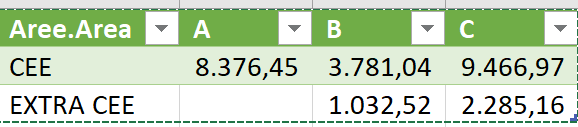 Aree.Area A B C
CEE 8.376,45 3.781,04 9.466,97
EXTRA CEE 1.032,52 2.285,16